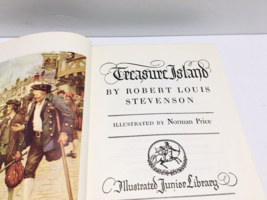 Treasure Island
BY ROBERT LOUIS
STEVENSON
ILLUSTRATED BY Norman Price
Illustrated Junior Library